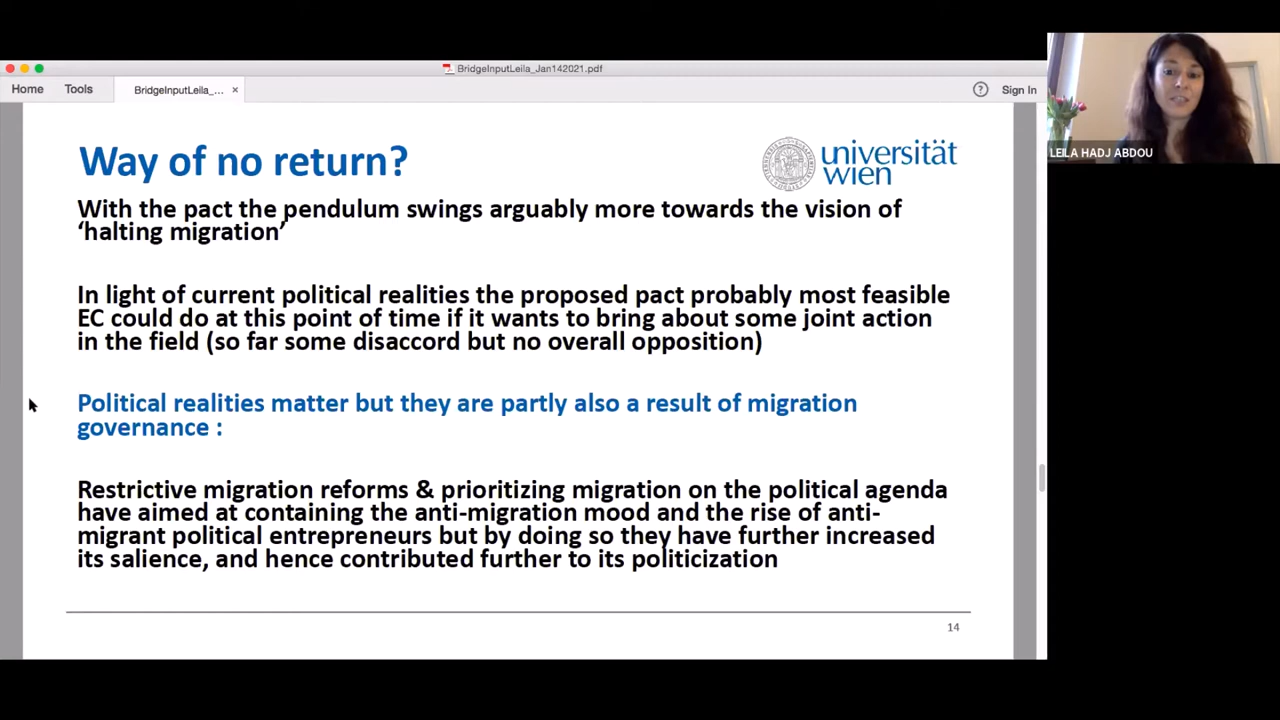 BridgeInputLeila_Jan142021.pdf
Home
Tools
BridgeInputLeila_...
×
?
Sign In
LEILA HADJ ABDOU
Way of no return?
universität
wien
With the pact the pendulum swings arguably more towards the vision of
‘halting migration’
In light of current political realities the proposed pact probably most feasible
EC could do at this point of time if it wants to bring about some joint action
in the field (so far some disaccord but no overall opposition)
Political realities matter but they are partly also a result of migration
governance :
Restrictive migration reforms & prioritizing migration on the political agenda
have aimed at containing the anti-migration mood and the rise of anti-
migrant political entrepreneurs but by doing so they have further increased
its salience, and hence contributed further to its politicization
14